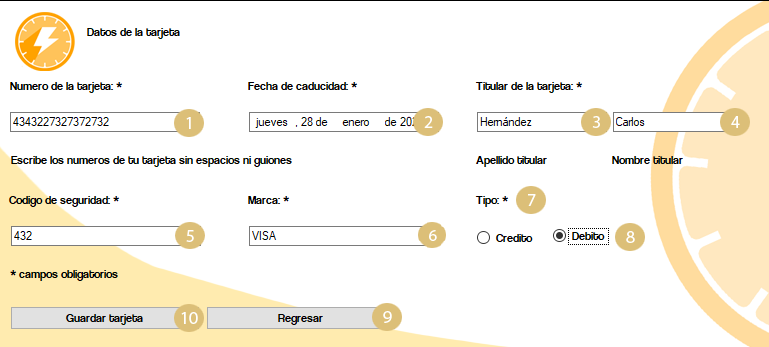 Datos de la tarjeta
Numero de la tarjeta: * Fecha de caducidad: * Titular de la tarjeta: *
4343227327372732 1 jueves , 28 de enero de 2 Hernández 3 Carlos 4
Escribe los numeros de tu tarjeta sin espacios ni guiones Apellido titular Nombre titular
Codigo de seguridad: * Marca: * Tipo: * 7
432 5 VISA 6 Credito Debito 8
* campos obligatorios
Guardar tarjeta 10 Regresar 9